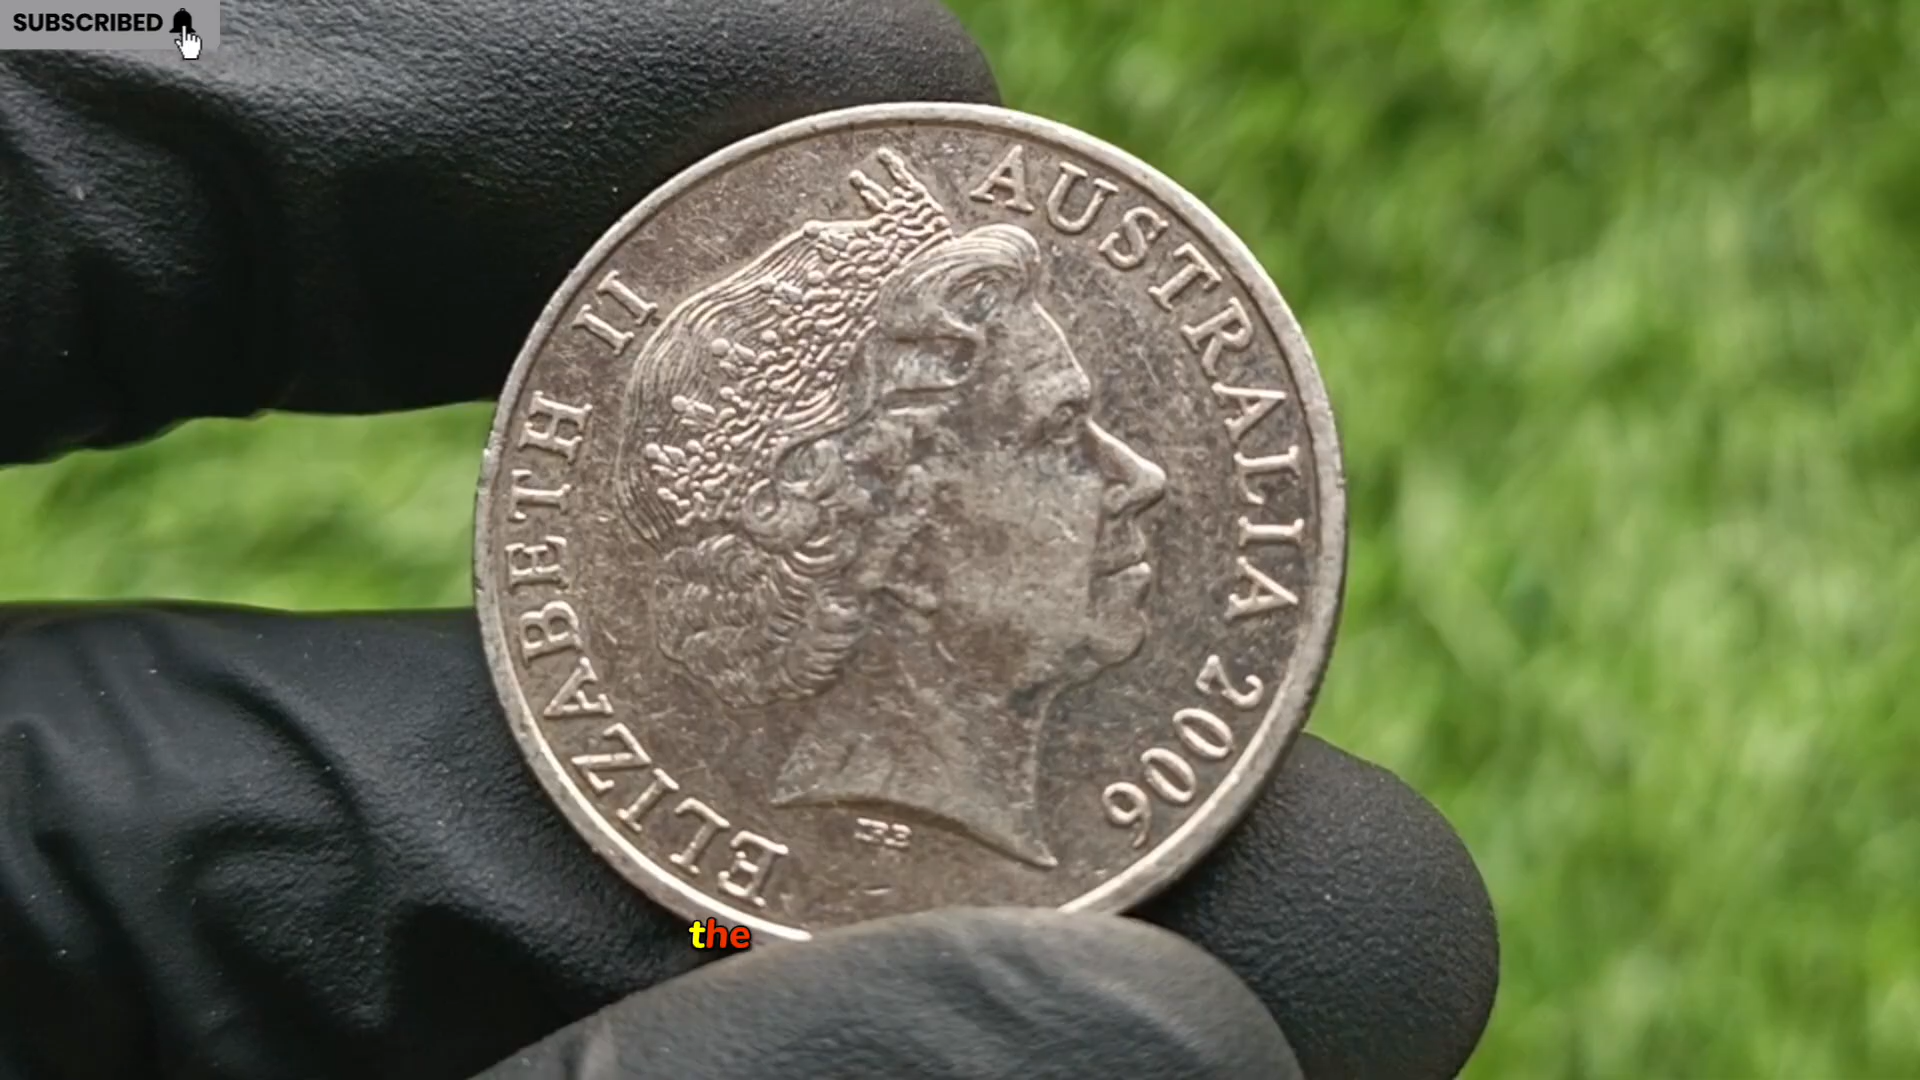 SUBSCRIBED
ELIZABETH II
AUSTRALIA 2006
IRB
the